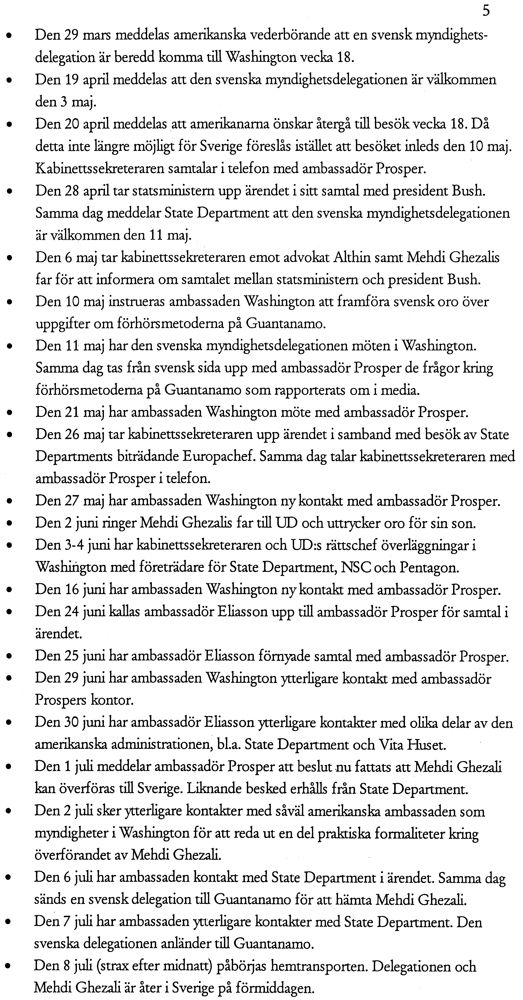 5
• Den 29 mars meddelas amerikanska vederbörande att en svensk myndighets-
delegation är beredd komma till Washington vecka 18.
• Den 19 april meddelas att den svenska myndighetsdelegationen är välkommen
den 3 maj.
• Den 20 april meddelas att amerikanarna önskar återgå till besök vecka 18. Då
detta inte längre möjligt för Sverige föreslås istället att besöket inleds den 10 maj.
Kabinettssekreteraren samtalar i telefon med ambassadör Prosper.
• Den 28 april tar statsministern upp ärendet i sitt samtal med president Bush.
Samma dag meddelar State Department att den svenska myndighetsdelegationen
är välkommen den 11 maj.
• Den 6 maj tar kabinettssekreteraren emot advokat Althin samt Mehdi Ghezalis
far för att informera om samtalet mellan statsministern och president Bush.
• Den 10 maj instrueras ambassaden Washington att framföra svensk oro över
uppgifter om förhörsmetoderna på Guantanamo.
• Den 11 maj har den svenska myndighetsdelegationen möten i Washington.
Samma dag tas från svensk sida upp med ambassadör Prosper de frågor kring
förhörsmetoderna på Guantanamo som rapporterats om i media.
• Den 21 maj har ambassaden Washington möte med ambassadör Prosper.
• Den 26 maj tar kabinettssekreteraren upp ärendet i samband med besök av State
Departments biträdande Europachef. Samma dag talar kabinettssekreteraren med
ambassadör Prosper i telefon.
• Den 27 maj har ambassaden Washington ny kontakt med ambassadör Prosper.
• Den 2 juni ringer Mehdi Ghezalis far till UD och uttrycker oro för sin son.
• Den 3-4 juni har kabinettssekreteraren och UD:s rättschef överläggningar i
Washington med företrädare för State Department, NSC och Pentagon.
• Den 16 juni har ambassaden Washington ny kontakt med ambassadör Prosper.
• Den 24 juni kallas ambassadör Eliasson upp till ambassadör Prosper för samtal i
ärendet.
• Den 25 juni har ambassadör Eliasson förnyade samtal med ambassadör Prosper.
• Den 29 juni har ambassaden Washington ytterligare kontakt med ambassadör
Prospers kontor.
• Den 30 juni har ambassadör Eliasson ytterligare kontakter med olika delar av den
amerikanska administrationen, bl.a. State Department och Vita Huset.
• Den 1 juli meddelar ambassadör Prosper att beslut nu fattats att Mehdi Ghezali
kan överföras till Sverige. Liknande besked erhålls från State Department.
• Den 2 juli sker ytterligare kontakter med såväl amerikanska ambassaden som
myndigheter i Washington för att reda ut en del praktiska formaliteter kring
överförandet av Mehdi Ghezali.
• Den 6 juli har ambassaden kontakt med State Department i ärendet. Samma dag
sänds en svensk delegation till Guantanamo för att hämta Mehdi Ghezali.
• Den 7 juli har ambassaden ytterligare kontakter med State Department. Den
svenska delegationen anländer till Guantanamo.
• Den 8 juli (strax efter midnatt) påbörjas hemtransporten. Delegationen och
Mehdi Ghezali är åter i Sverige på förmiddagen.